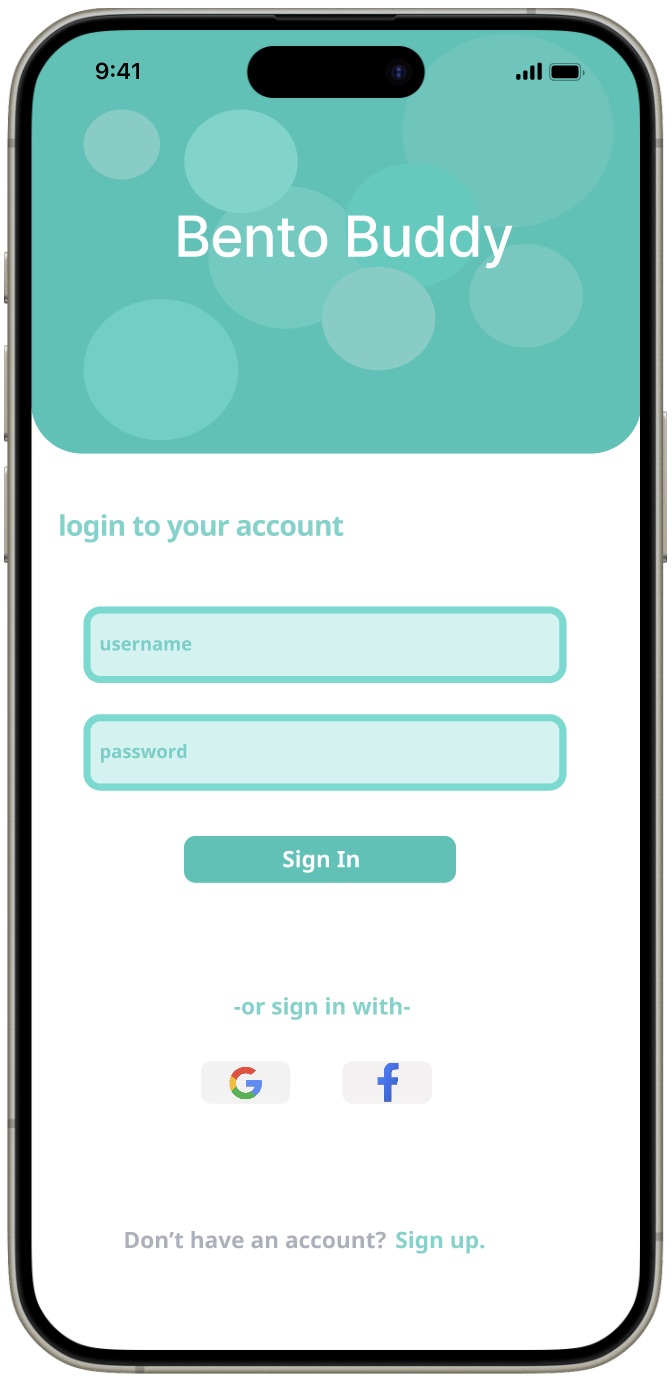 9:41
Bento Buddy
login to your account
username
password
Sign In
-or sign in with-
Don’t have an account? Sign up.